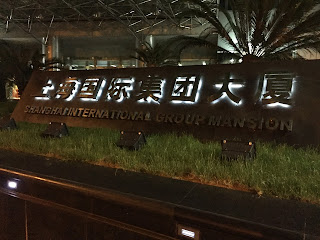 上海国际集团大厦
SHANGHAI INTERNATIONAL GROUP MANSION